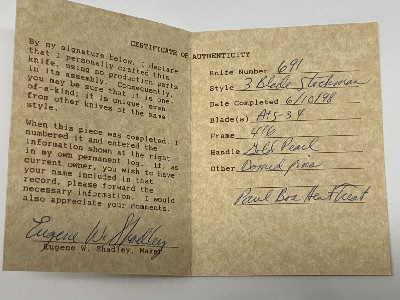 CERTIFICATE OF AUTHENTICITY
By my signature below, I declare
that I personally crafted this
knife, using no production parts
in its assembly. Consequently,
you may be sure that it is one-
of-a-kind; it is unique, even
from other knives of the same
style.
When this piece was completed, I
numbered it and entered the
information shown at the right
in my own permanent log. If, as
current owner, you wish to have
your name included in that
record, please forward the
necessary information. I would
also appreciate your comments.
Eugene W. Shadley
Eugene W. Shadley, Maker
Knife Number 691
Style 3 Blade Stockman
Date Completed 6/10/98
Blade(s) ATS-34
Frame 416
Handle Gold Pearl
Other Domed pins
Paul Bos Heat Treat